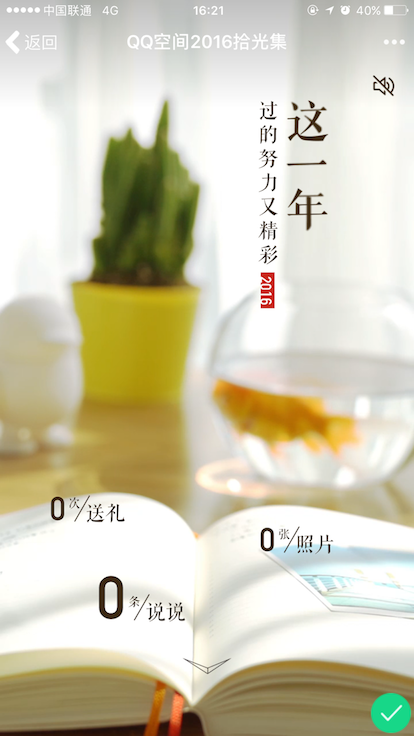 中国联通 4G 16:21 40%
返回 QQ空间2016拾光集
这一年
过的努力又精彩
2016
0次/送礼
0张/照片
0条/说说